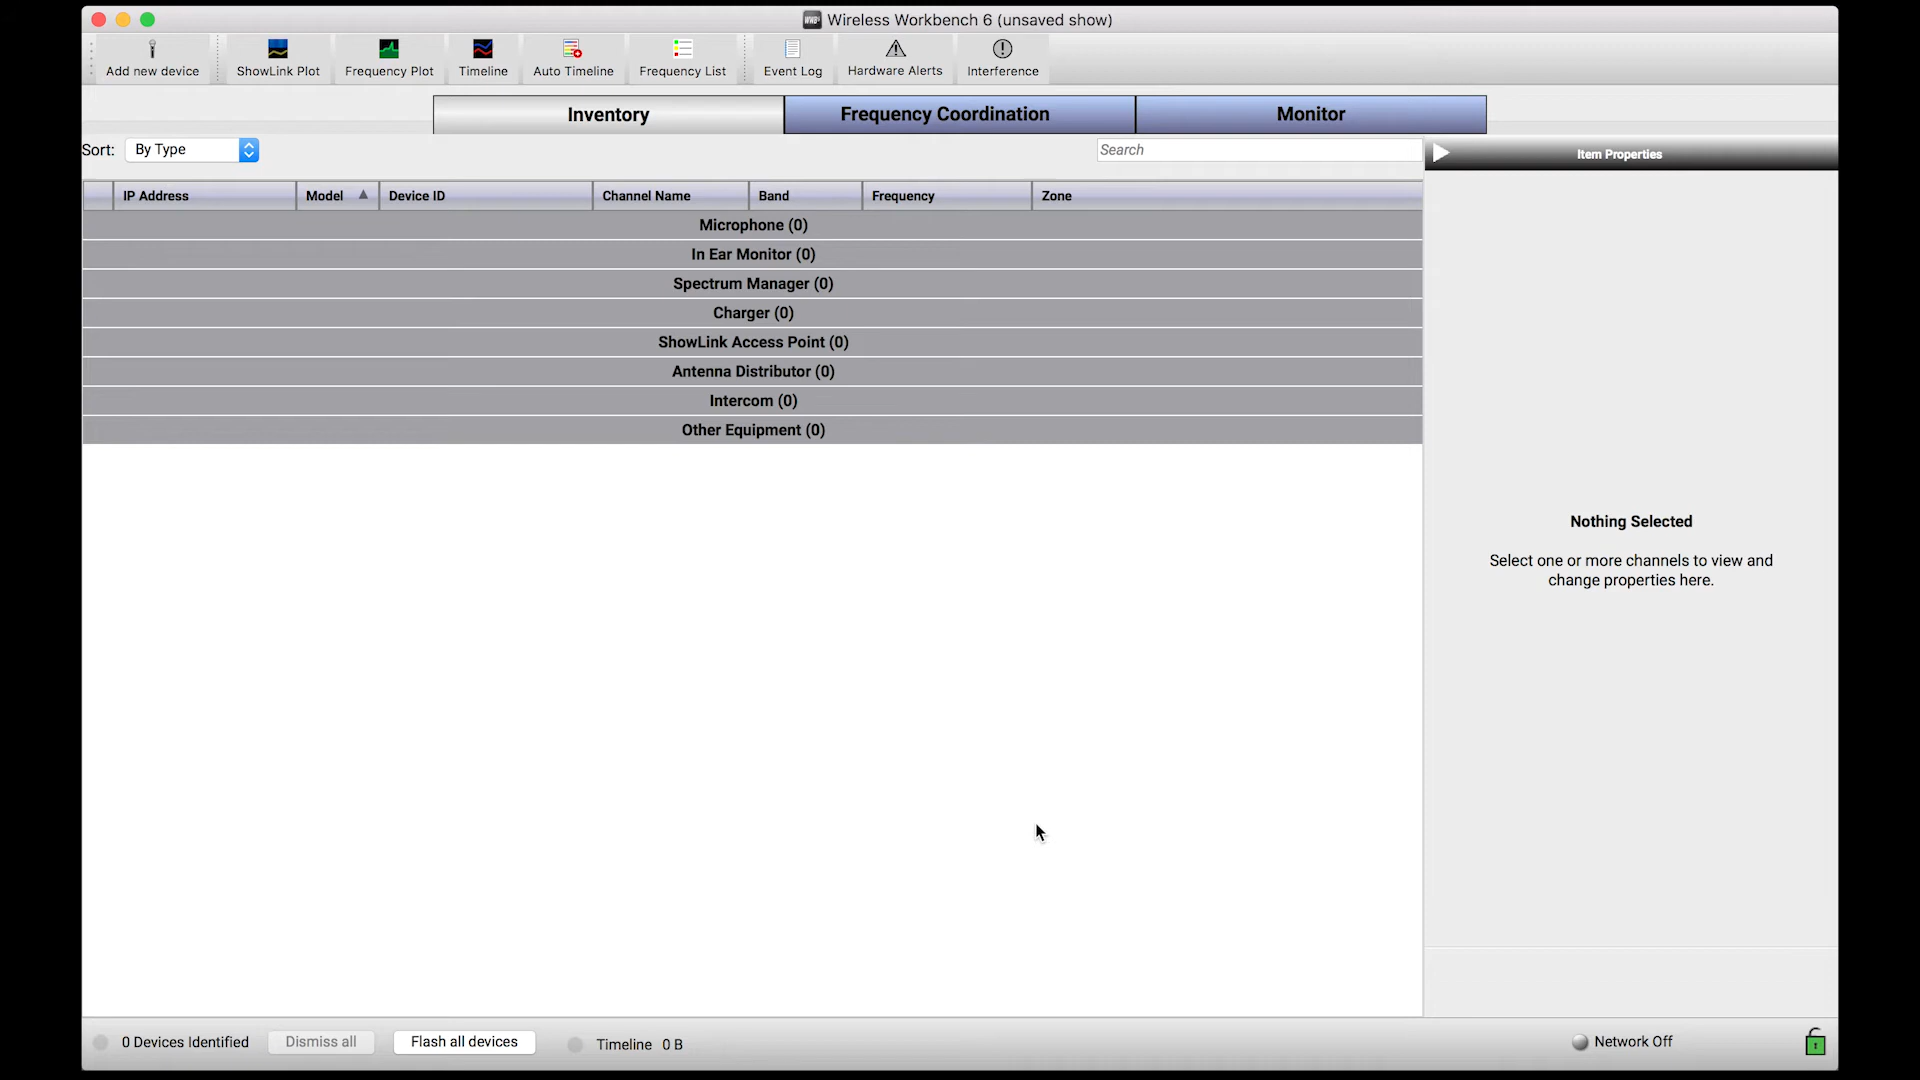 Wireless Workbench 6 (unsaved show)
Add new device
ShowLink Plot
Frequency Plot
Timeline
Auto Timeline
Frequency List
Event Log
Hardware Alerts
Interference
Inventory
Frequency Coordination
Monitor
Sort:
By Type
Search
Item Properties
IP Address
Model
Device ID
Channel Name
Band
Frequency
Zone
Microphone (0)
In Ear Monitor (0)
Spectrum Manager (0)
Charger (0)
ShowLink Access Point (0)
Antenna Distributor (0)
Intercom (0)
Other Equipment (0)
Nothing Selected
Select one or more channels to view and
change properties here.
0 Devices Identified
Dismiss all
Flash all devices
Timeline 0 B
Network Off